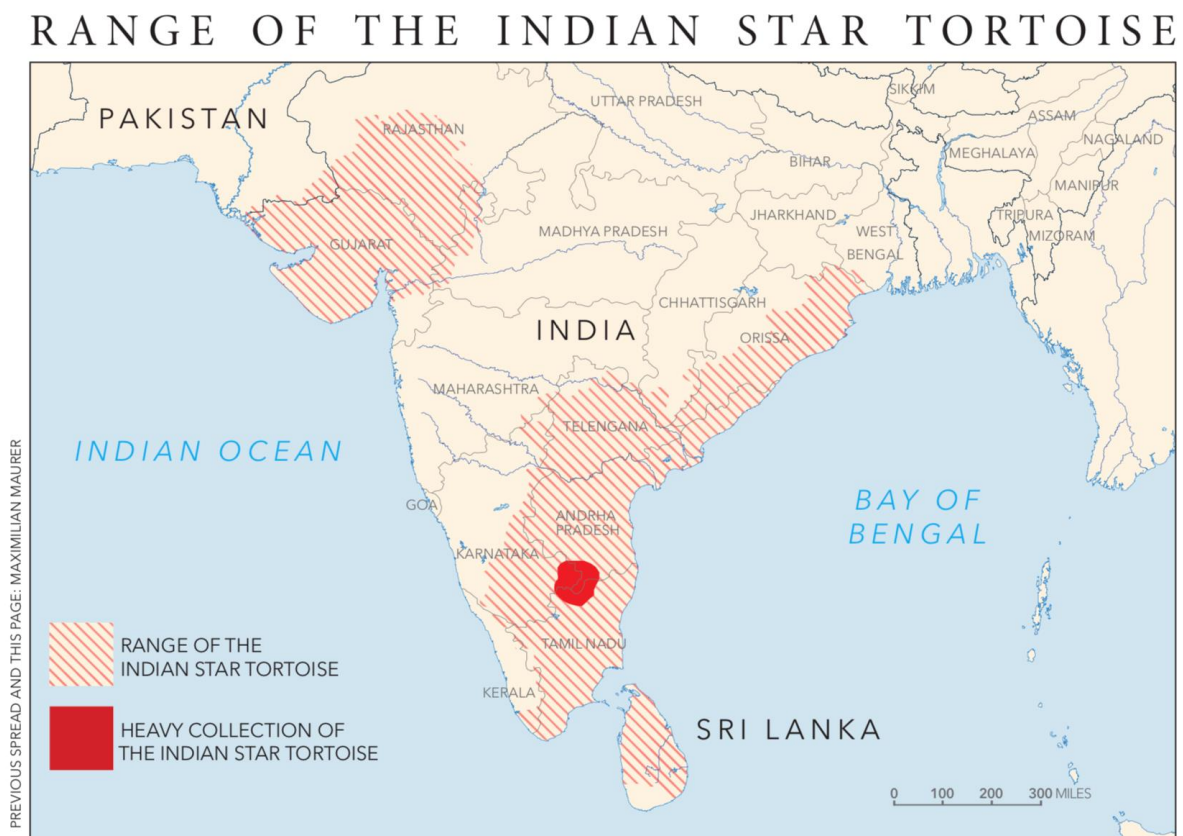 RANGE OF THE INDIAN STAR TORTOISE
PAKISTAN
RAJASTHAN
UTTAR PRADESH
SIKKIM
ASSAM
NAGALAND
MEGHALAYA
BIHAR
MANIPUR
JHARKHAND
TRIPURA
MIZORAM
GUJARAT
MADHYA PRADESH
WEST
BENGAL
CHHATTISGARH
INDIA
ORISSA
MAHARASHTRA
TELENGANA
INDIAN OCEAN
GOA
BAY OF
BENGAL
ANDRHA
PRADESH
KARNATAKA
TAMIL NADU
KERALA
SRI LANKA
RANGE OF THE
INDIAN STAR TORTOISE
HEAVY COLLECTION OF
THE INDIAN STAR TORTOISE
0 100 200 300 MILES
PREVIOUS SPREAD AND THIS PAGE: MAXIMILIAN MAURER